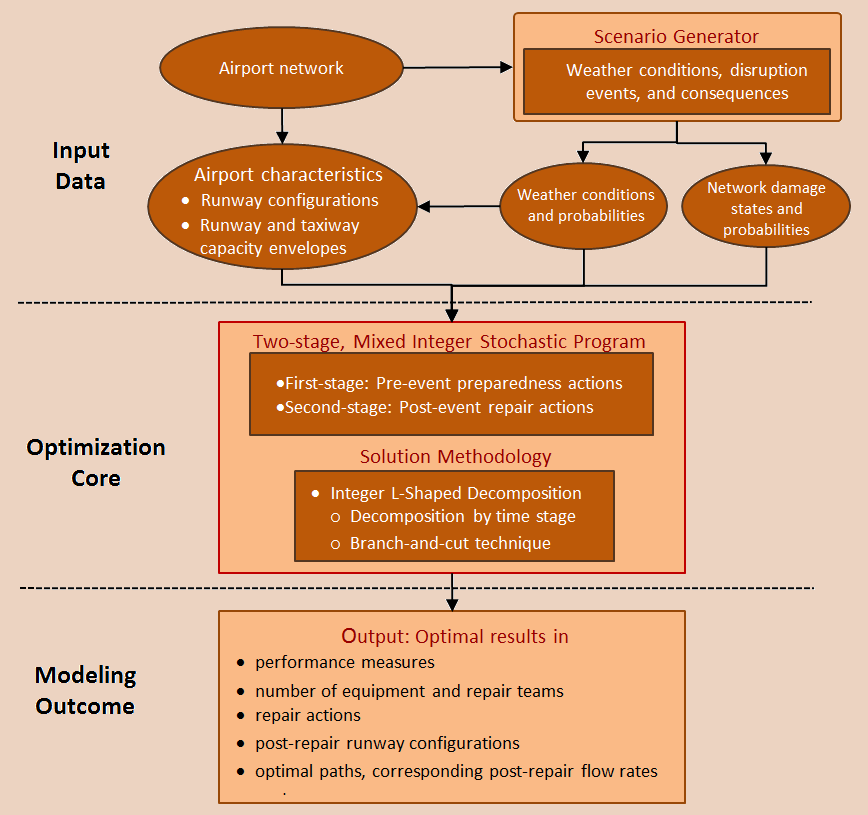 Airport network
Scenario Generator
Weather conditions, disruption
events, and consequences
Input
Data
Airport characteristics
• Runway configurations
• Runway and taxiway
capacity envelopes
Weather conditions
and probabilities
Network damage
states and
probabilities
Two-stage, Mixed Integer Stochastic Program
•First-stage: Pre-event preparedness actions
•Second-stage: Post-event repair actions
Optimization
Core
Solution Methodology
• Integer L-Shaped Decomposition
o Decomposition by time stage
o Branch-and-cut technique
Modeling
Outcome
Output: Optimal results in
• performance measures
• number of equipment and repair teams
• repair actions
• post-repair runway configurations
• optimal paths, corresponding post-repair flow rates
.